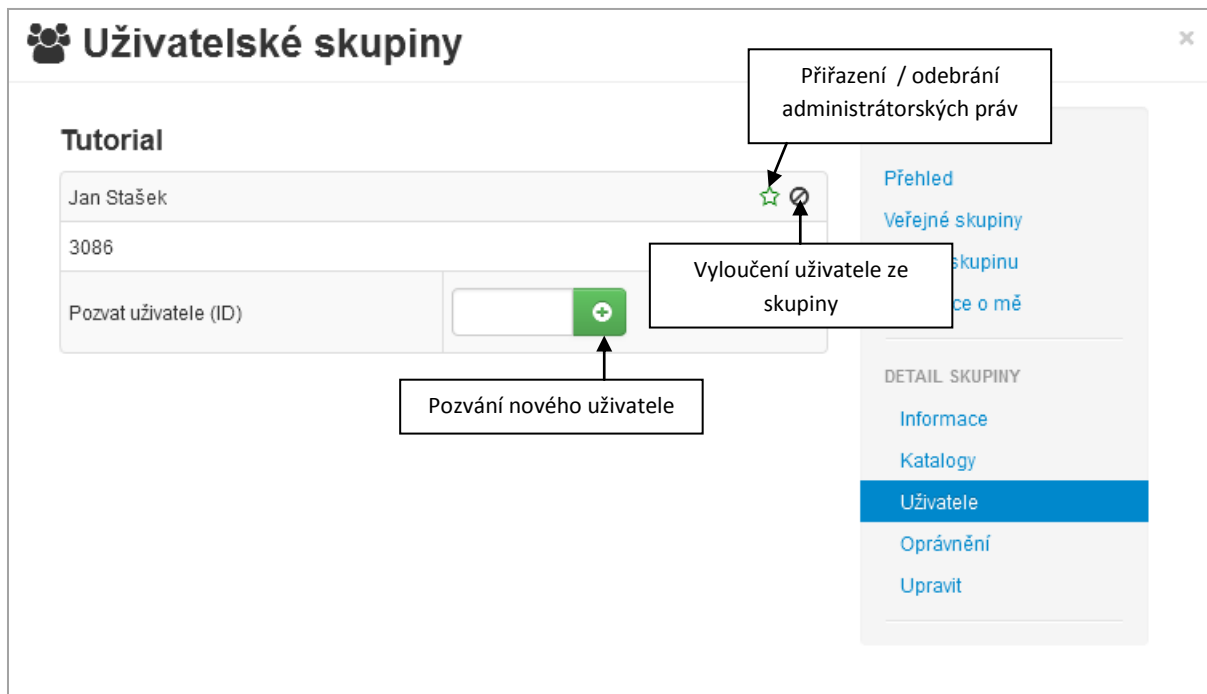 Uživatelské skupiny
×
Přiřazení / odebrání
administrátorských práv
Tutorial
Jan Stašek
3086
Vyloučení uživatele ze
skupiny
Pozvat uživatele (ID)
Pozvání nového uživatele
Přehled
Veřejné skupiny
skupinu
o mě
DETAIL SKUPINY
Informace
Katalogy
Uživatele
Oprávnění
Upravit